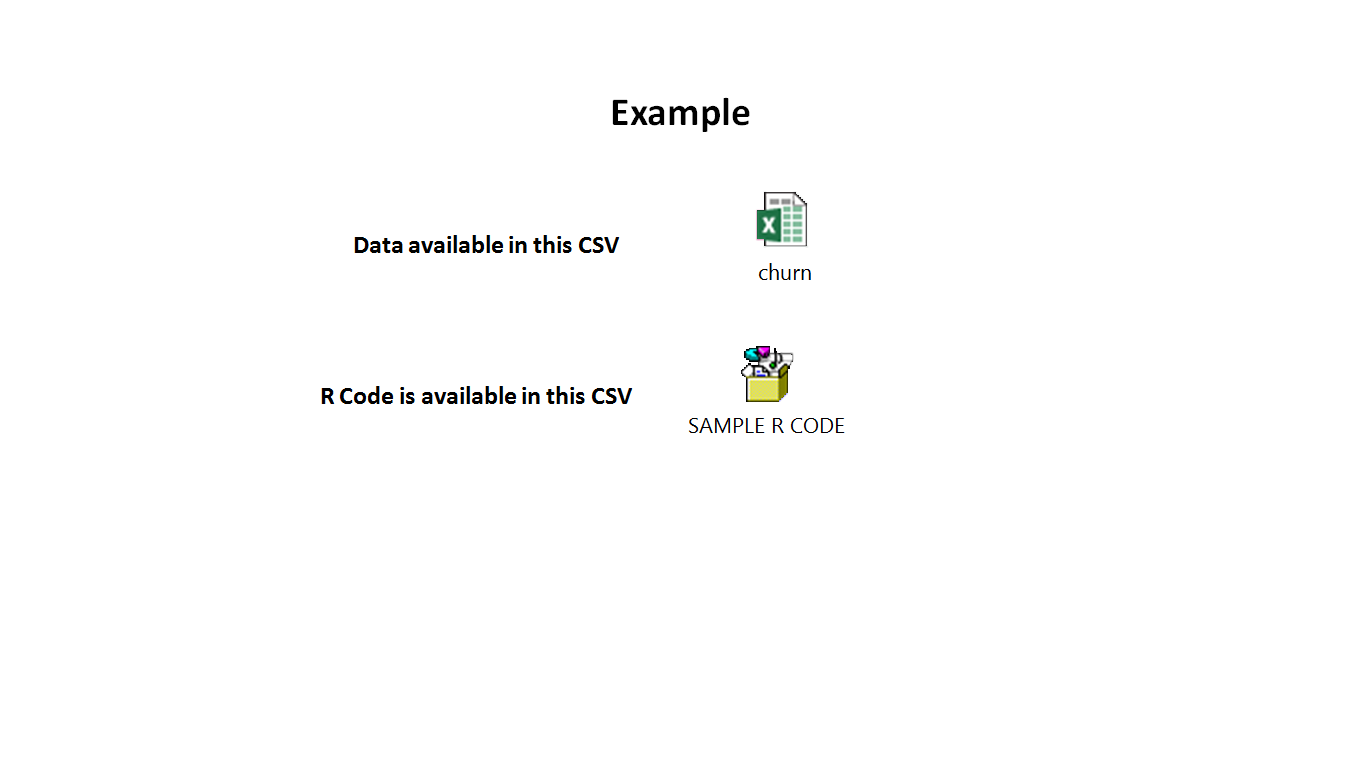 Example
Data available in this CSV
churn
R Code is available in this CSV
SAMPLE R CODE